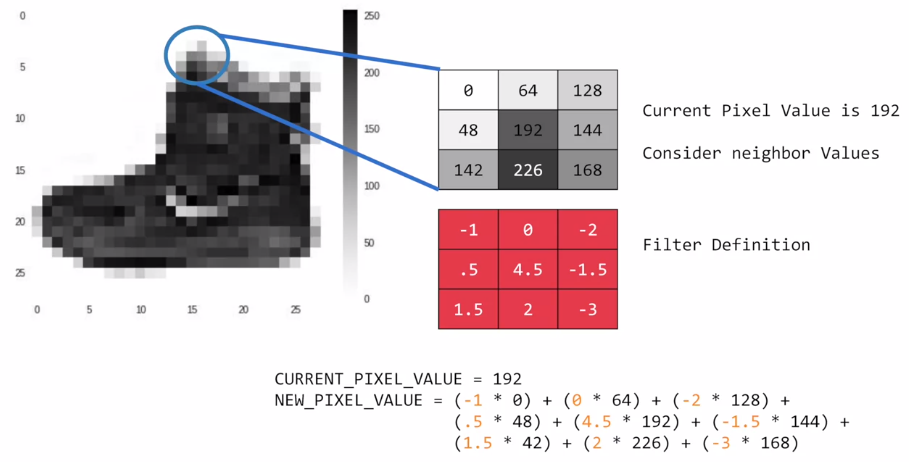 0
5
10
15
20
25
0 5 10 15 20 25
250
200
150
100
50
0
0 64 128
48 192 144
142 226 168
Current Pixel Value is 192
Consider neighbor Values
-1 0 -2
.5 4.5 -1.5
1.5 2 -3
Filter Definition
CURRENT_PIXEL_VALUE = 192
NEW_PIXEL_VALUE = (-1 * 0) + (0 * 64) + (-2 * 128) +
(.5 * 48) + (4.5 * 192) + (-1.5 * 144) +
(1.5 * 42) + (2 * 226) + (-3 * 168)